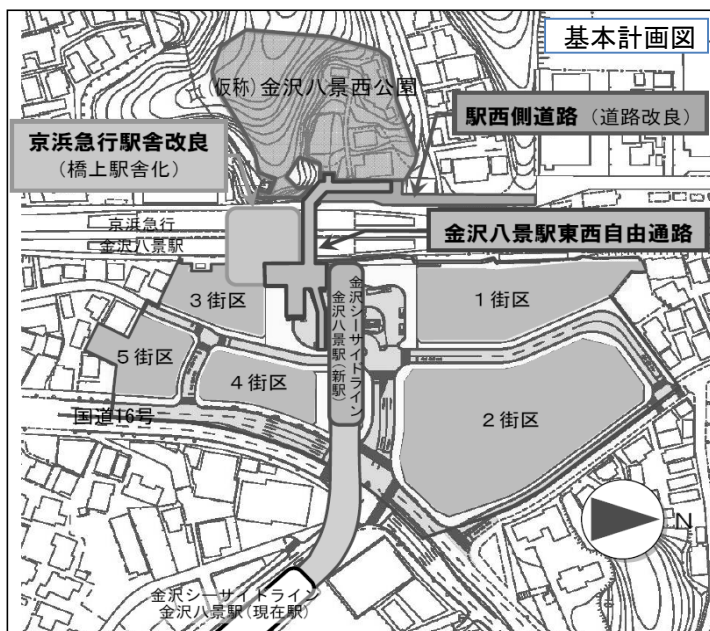 基本計画図
(仮称)金沢八景西公園
駅西側道路(道路改良)
京浜急行駅舎改良
(橋上駅舎化)
京浜急行
金沢八景駅
金沢八景駅東西自由通路
3街区
1街区
金沢シーサイドライン
金沢八景駅(新駅)
5街区
4街区
2街区
国道16号
N
金沢シーサイドライン
金沢八景駅(現在駅)